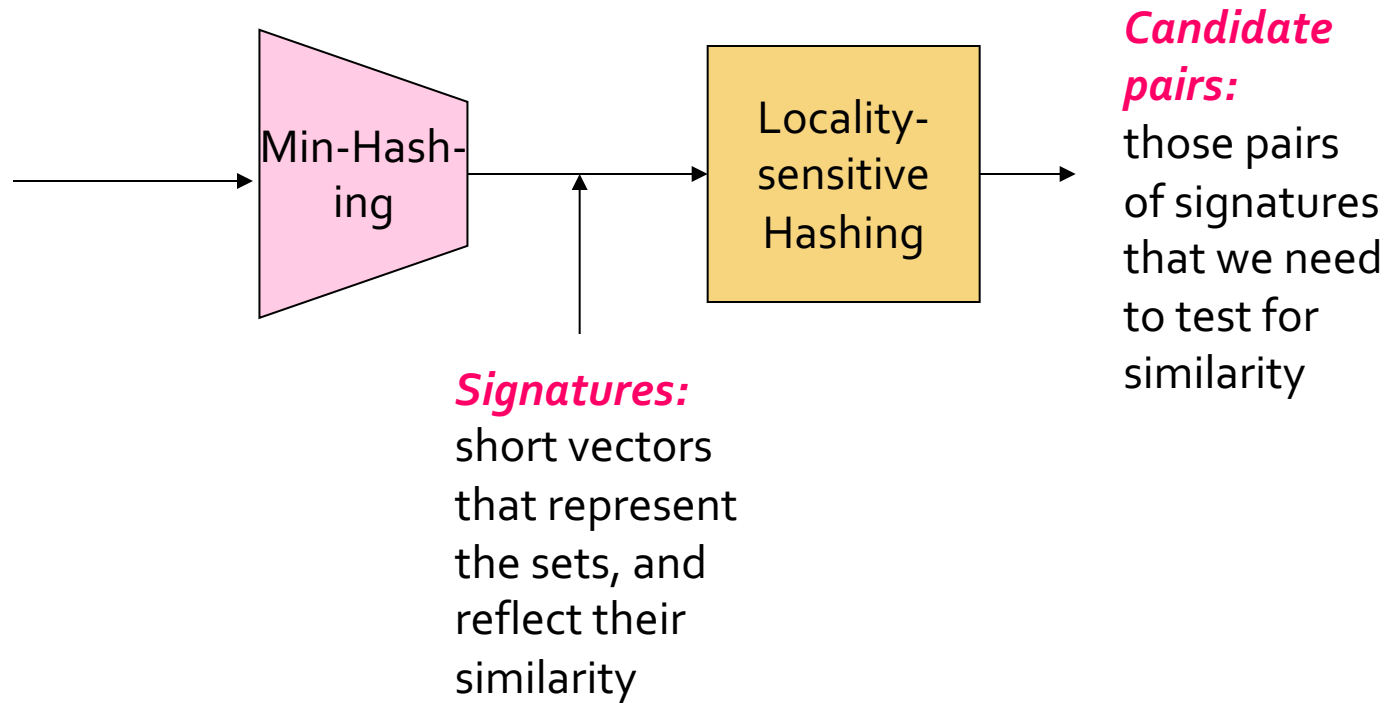 Min-Hash-
ing
Locality-
sensitive
Hashing
Candidate
pairs:
those pairs
of signatures
that we need
to test for
similarity
Signatures:
short vectors
that represent
the sets, and
reflect their
similarity